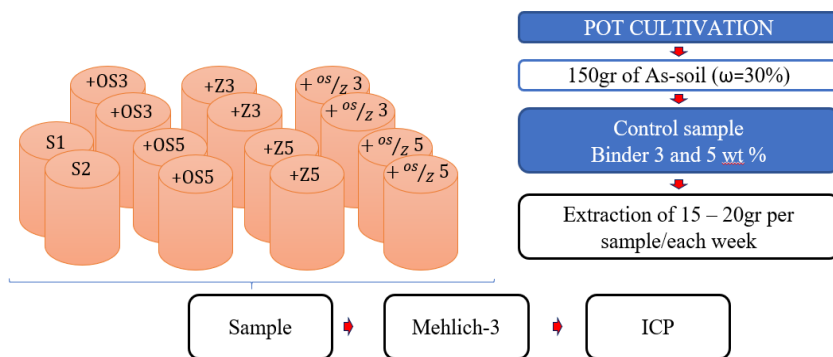 +OS3
+Z3
+ os/z 3
+OS3
+Z3
+ os/z 3
S1
+OS5
+Z5
+ os/z 5
S2
+OS5
+Z5
+ os/z 5
POT CULTIVATION
150gr of As-soil (ω=30%)
Control sample
Binder 3 and 5 wt %
Extraction of 15 – 20gr per
sample/each week
Sample
Mehlich-3
ICP